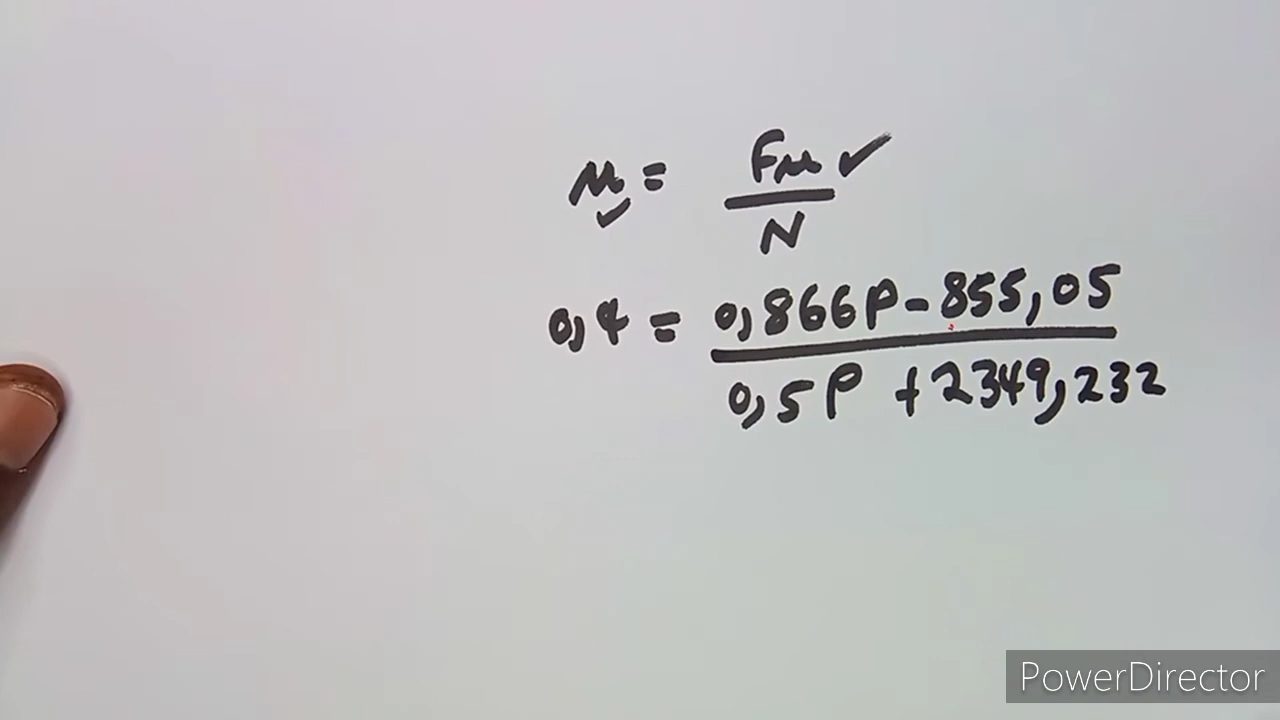 μ = Fμ
N
0,4 = 0,866P - 855,05
0,5P + 2349,232
PowerDirector